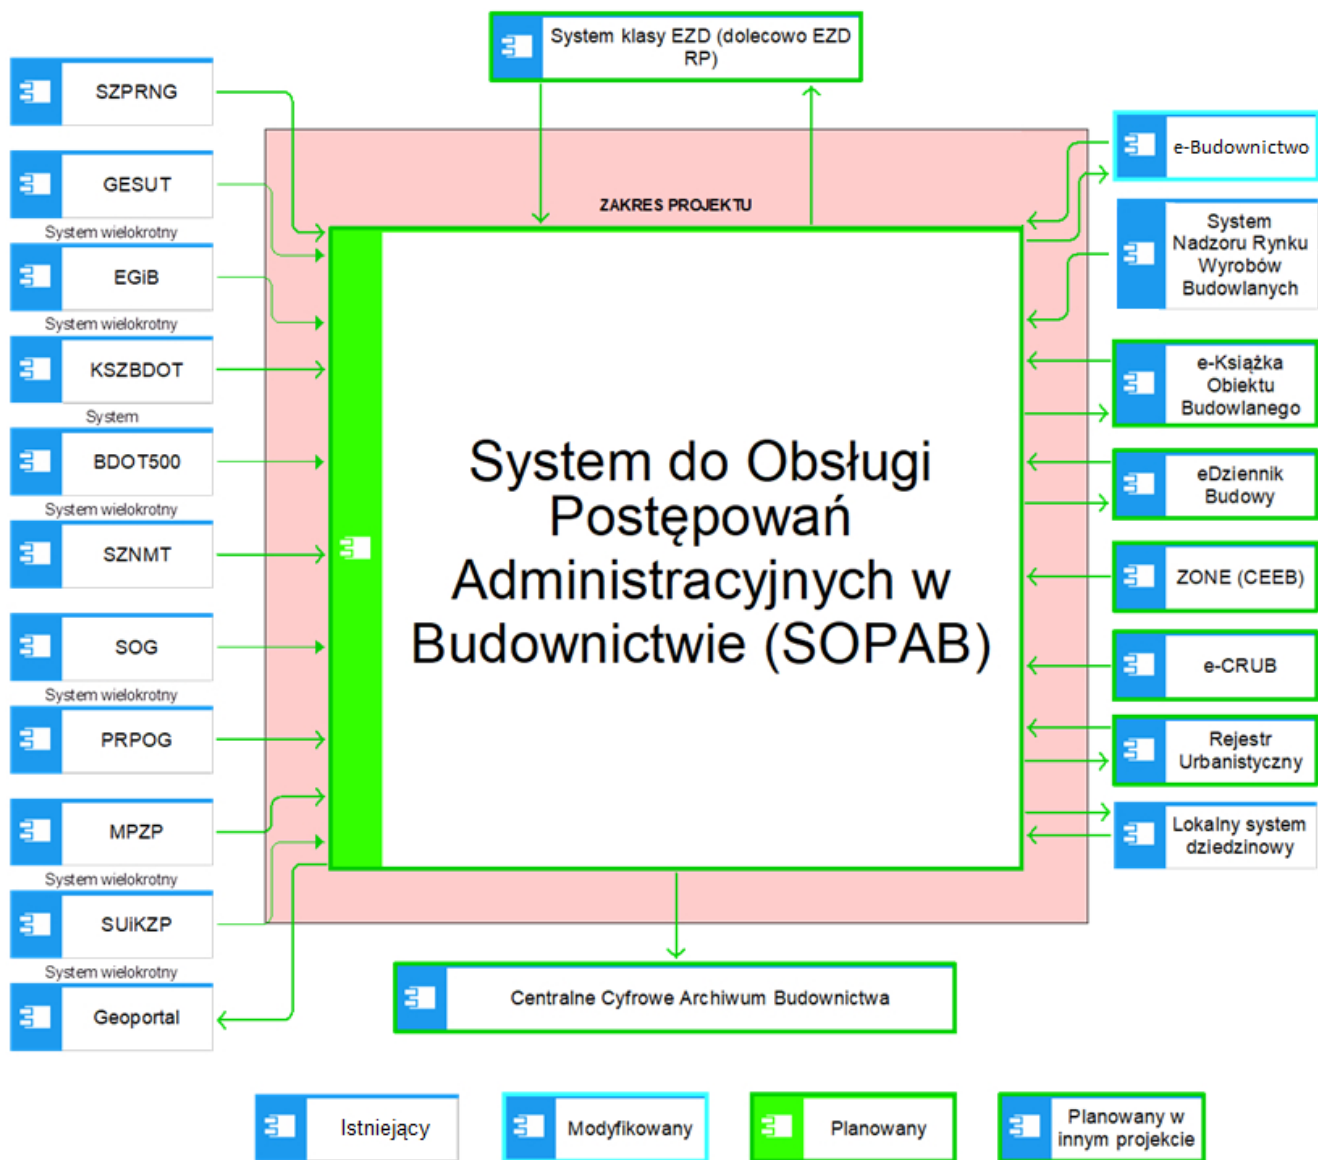 System klasy EZD (dolecowo EZD
RP)
SZPRNG
GESUT
System wielokrotny
EGiB
System wielokrotny
KSZBDOT
System
BDOT500
System wielokrotny
SZNMT
SOG
System wielokrotny
PRPOG
MPZP
System wielokrotny
SUiKZP
System wielokrotny
Geoportal
ZAKRES PROJEKTU
System do Obsługi
Postępowań
Administracyjnych w
Budownictwie (SOPAB)
e-Budownictwo
System
Nadzoru Rynku
Wyrobów
Budowlanych
e-Książka
Obiektu
Budowlanego
eDziennik
Budowy
ZONE (CEEB)
e-CRUB
Rejestr
Urbanistyczny
Lokalny system
dziedzinowy
Centralne Cyfrowe Archiwum Budownictwa
Istniejący
Modyfikowany
Planowany
Planowany w
innym projekcie